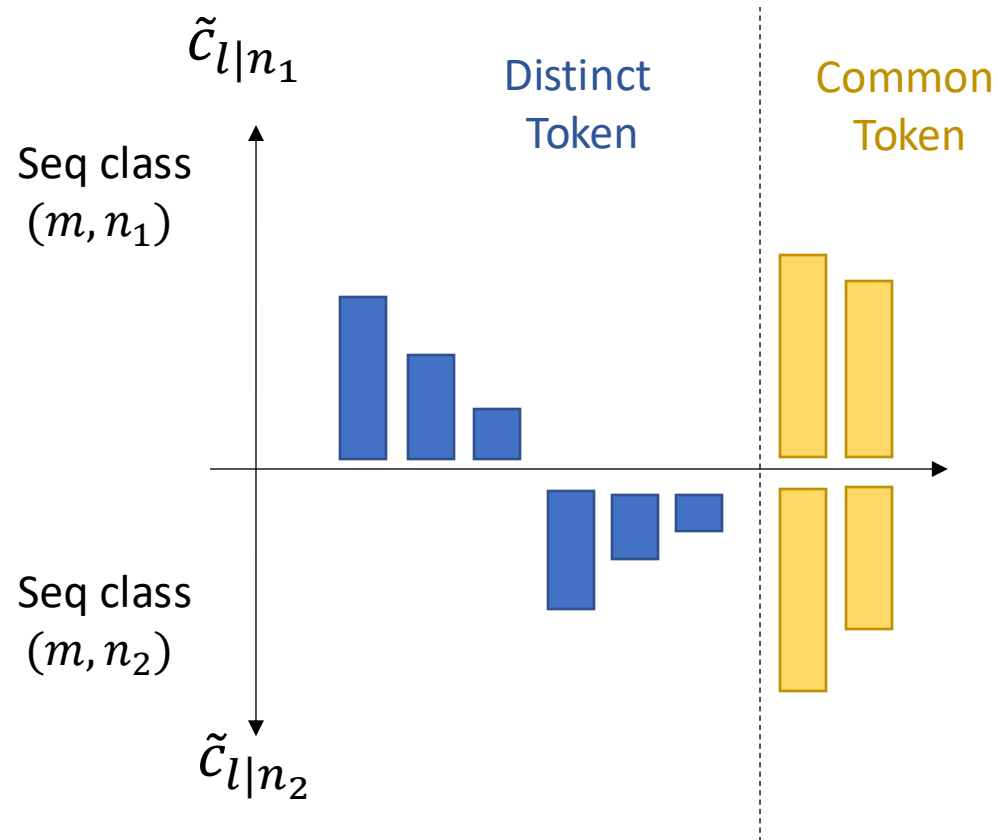 c̃_{l|n_1}
Distinct
Token
Common
Token
Seq class
(m, n_1)
Seq class
(m, n_2)
c̃_{l|n_2}